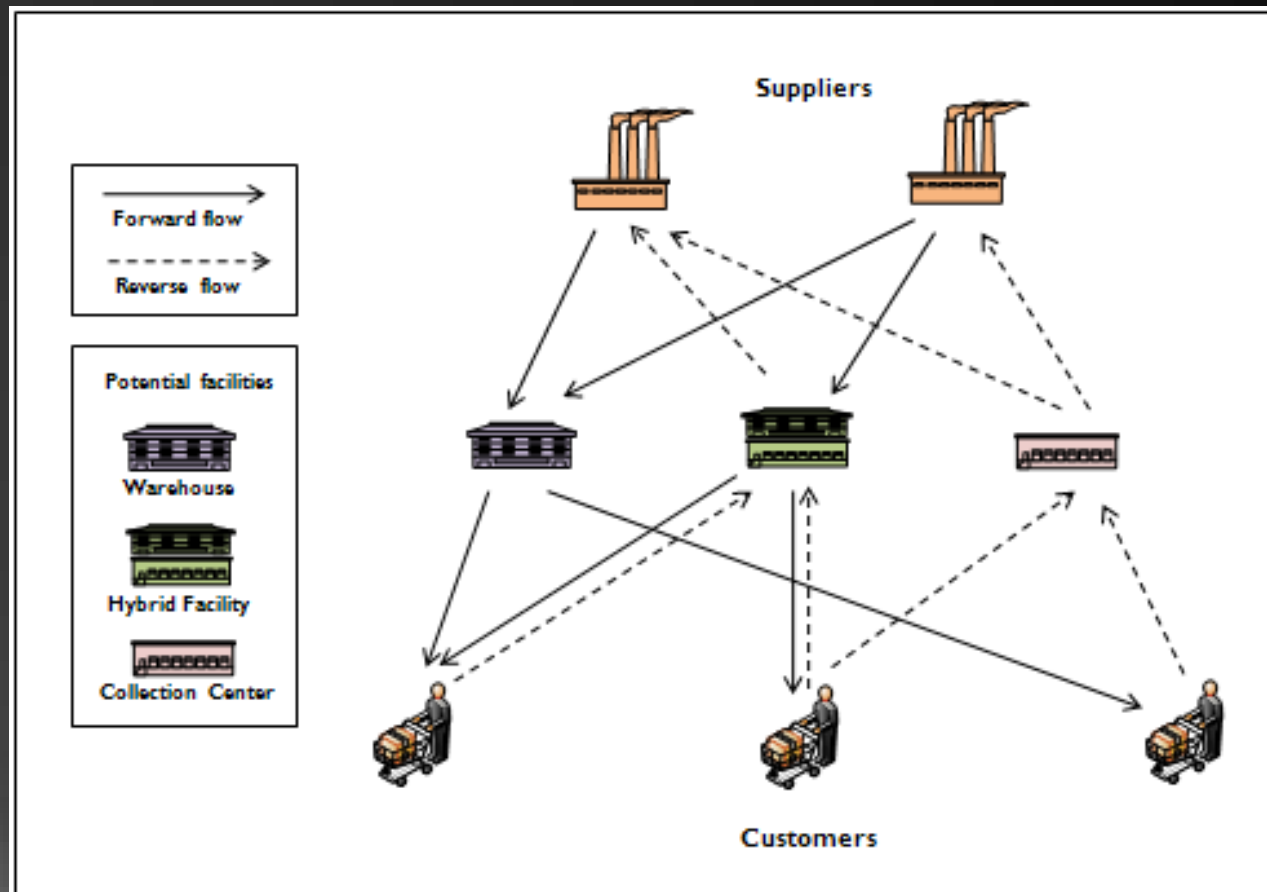 Suppliers
Forward flow
Reverse flow
Potential facilities
Warehouse
Hybrid Facility
Collection Center
Customers